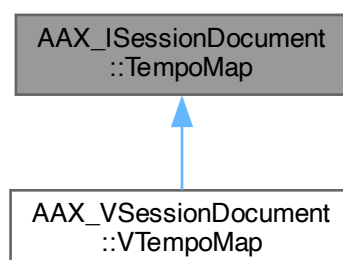 AAX_ISessionDocument
::TempoMap
AAX_VSessionDocument
::VTempoMap